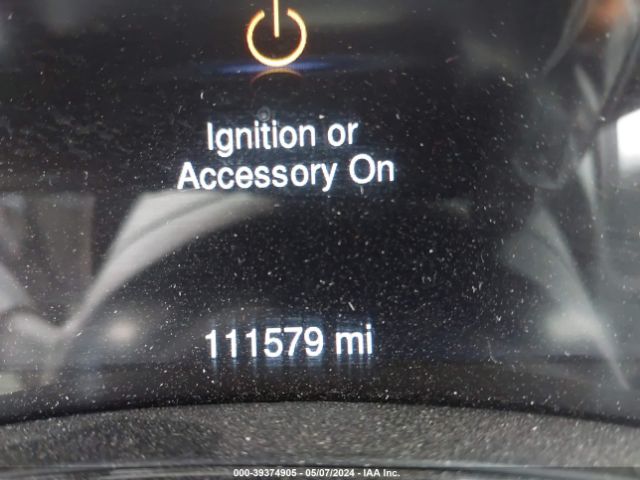 Ignition or
Accessory On
111579 mi
000-39374905 - 05/07/2024 - IAA Inc.